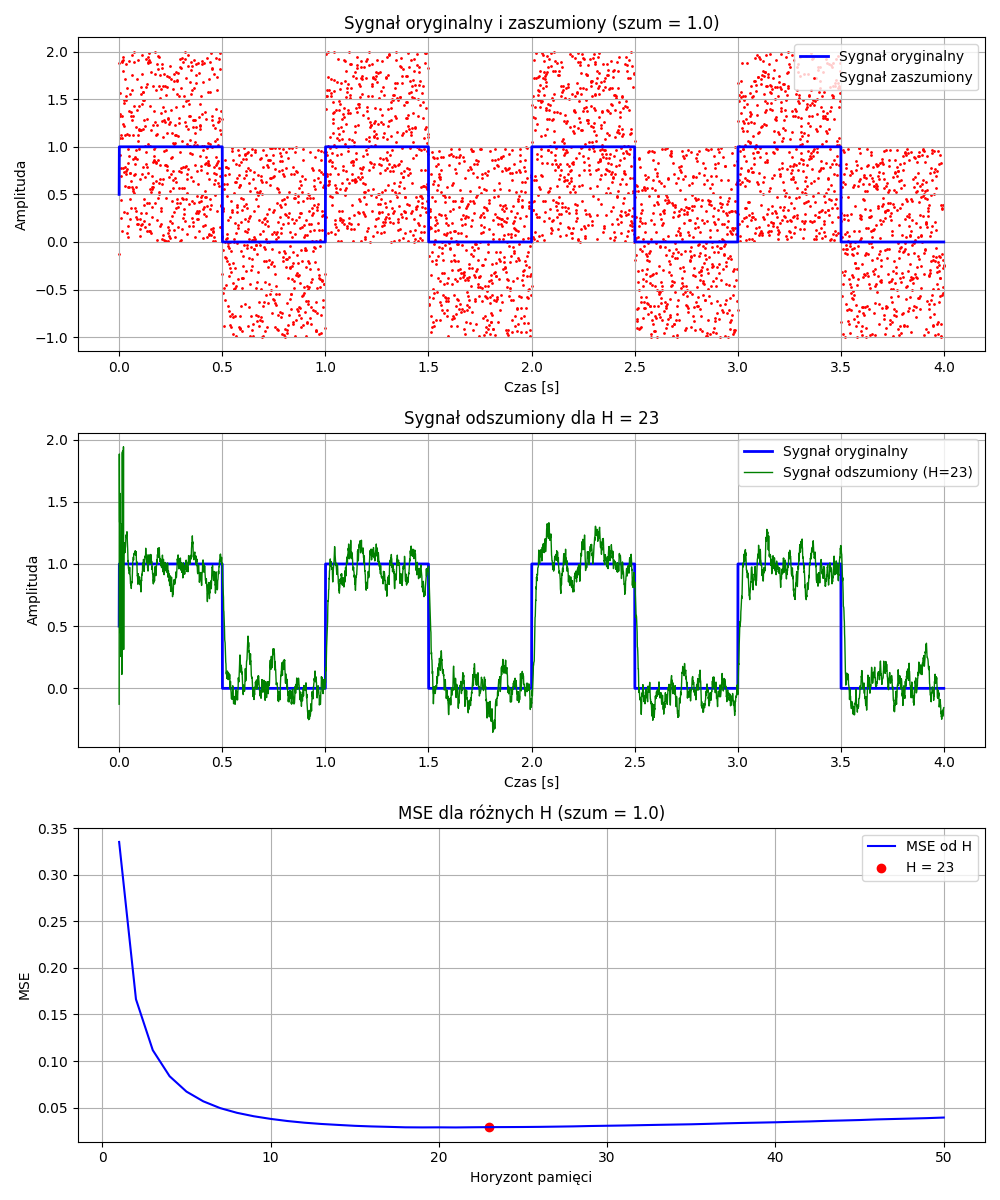 Sygnał oryginalny i zaszumiony (szum = 1.0)
Sygnał oryginalny
Sygnał zaszumiony
Amplituda
2.0
1.5
1.0
0.5
0.0
−0.5
−1.0
0.0 0.5 1.0 1.5 2.0 2.5 3.0 3.5 4.0
Czas [s]
Sygnał odszumiony dla H = 23
Sygnał oryginalny
Sygnał odszumiony (H=23)
Amplituda
2.0
1.5
1.0
0.5
0.0
0.0 0.5 1.0 1.5 2.0 2.5 3.0 3.5 4.0
Czas [s]
MSE dla różnych H (szum = 1.0)
MSE od H
H = 23
MSE
0.35
0.30
0.25
0.20
0.15
0.10
0.05
0 10 20 30 40 50
Horyzont pamięci